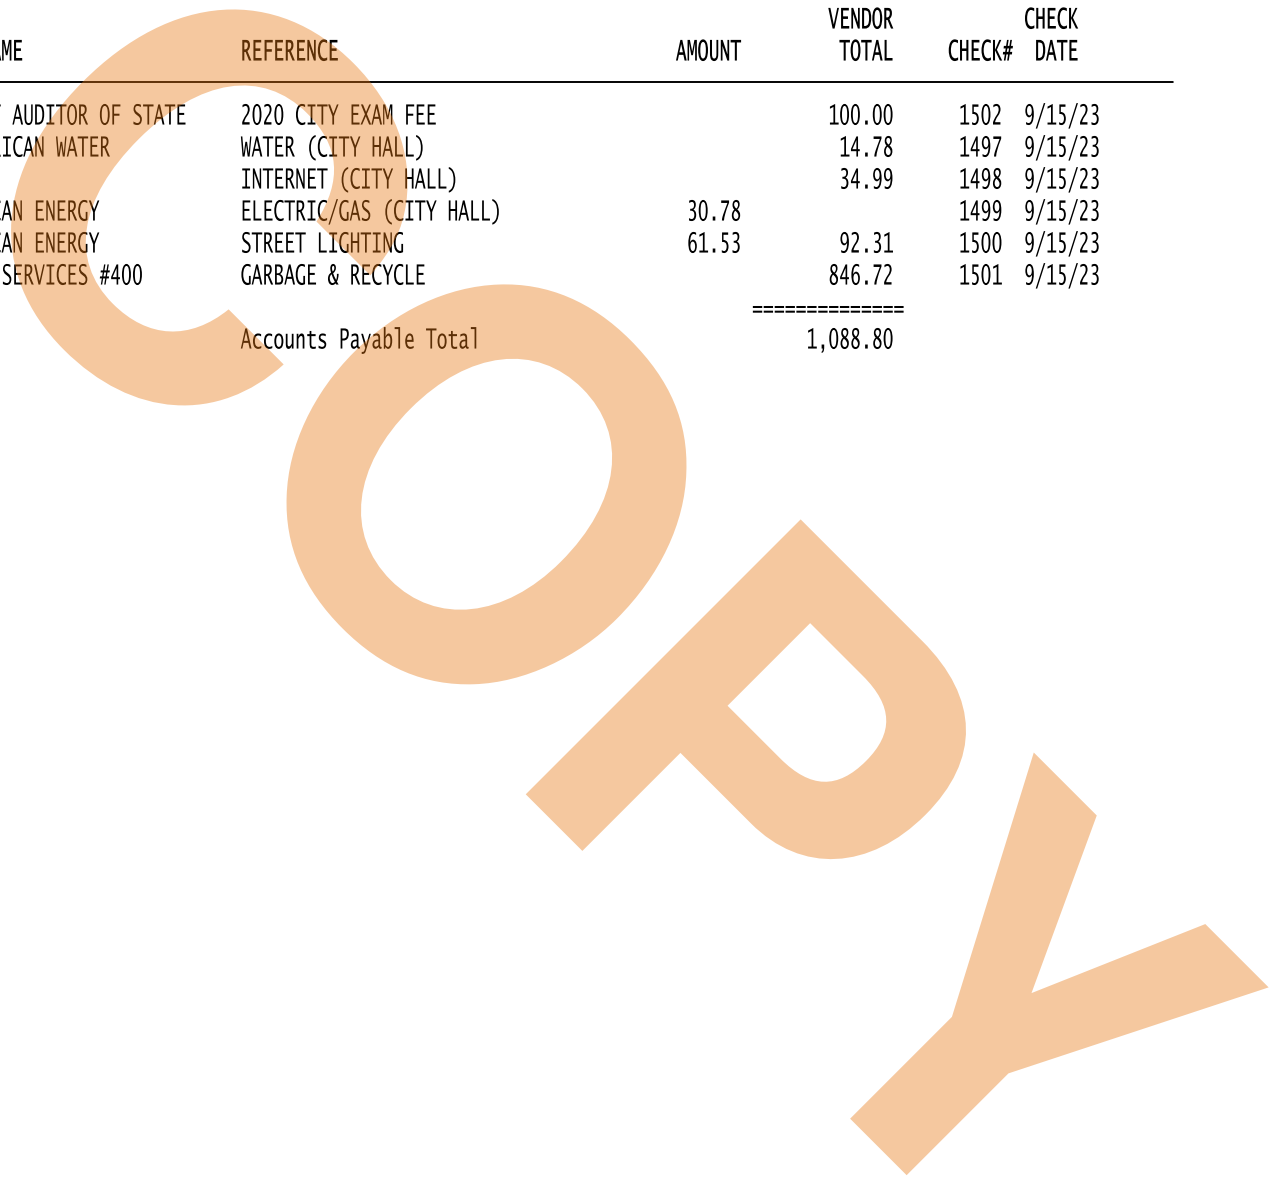 VENDOR CHECK
AME REFERENCE AMOUNT TOTAL CHECK# DATE
AUDITOR OF STATE 2020 CITY EXAM FEE 100.00 1502 9/15/23
ICAN WATER WATER (CITY HALL) 14.78 1497 9/15/23
INTERNET (CITY HALL) 34.99 1498 9/15/23
CAN ENERGY ELECTRIC/GAS (CITY HALL) 30.78 1499 9/15/23
CAN ENERGY STREET LIGHTING 61.53 92.31 1500 9/15/23
SERVICES #400 GARBAGE & RECYCLE 846.72 1501 9/15/23
==============
Accounts Payable Total 1,088.80
COPY